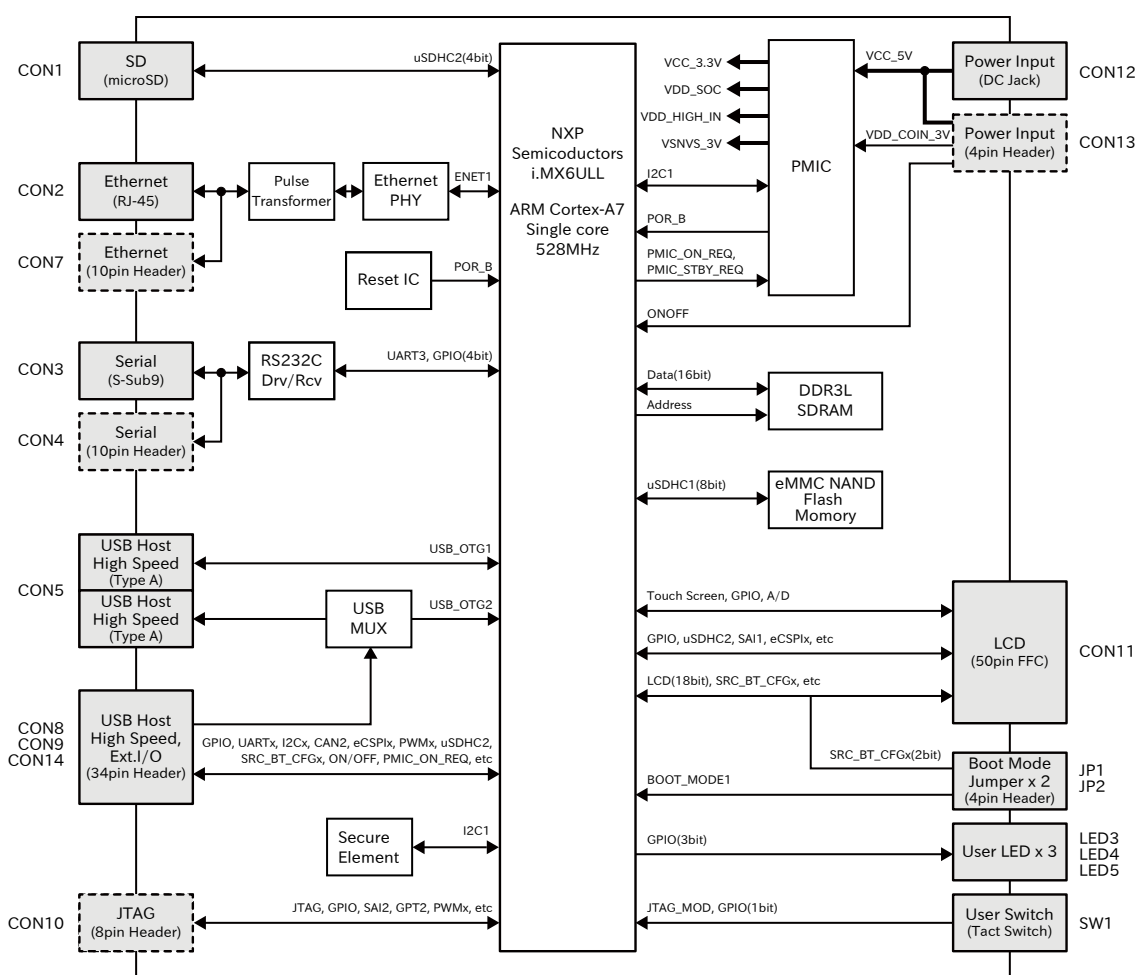 CON1
SD
(microSD)
uSDHC2(4bit)
CON2
Ethernet
(RJ-45)
Pulse
Transformer
Ethernet
PHY
ENET1
CON7
Ethernet
(10pin Header)
Reset IC
POR_B
CON3
Serial
(S-Sub9)
RS232C
Drv/Rcv
UART3, GPIO(4bit)
CON4
Serial
(10pin Header)
CON5
USB Host
High Speed
(Type A)
USB_OTG1
USB Host
High Speed
(Type A)
USB
MUX
USB_OTG2
CON8
CON9
CON14
USB Host
High Speed,
Ext.I/O
(34pin Header)
GPIO, UARTx, I2Cx, CAN2, eCSPIx, PWMx, uSDHC2,
SRC_BT_CFGx, ON/OFF, PMIC_ON_REQ, etc
Secure
Element
I2C1
CON10
JTAG
(8pin Header)
JTAG, GPIO, SAI2, GPT2, PWMx, etc
NXP
Semicoductors
i.MX6ULL
ARM Cortex-A7
Single core
528MHz
VCC_3.3V
VDD_SOC
VDD_HIGH_IN
VSNVS_3V
I2C1
POR_B
PMIC_ON_REQ,
PMIC_STBY_REQ
PMIC
VCC_5V
Power Input
(DC Jack)
CON12
VDD_COIN_3V
Power Input
(4pin Header)
CON13
ONOFF
Data(16bit)
Address
DDR3L
SDRAM
uSDHC1(8bit)
eMMC NAND
Flash
Momory
Touch Screen, GPIO, A/D
GPIO, uSDHC2, SAI1, eCSPIx, etc
LCD(18bit), SRC_BT_CFGx, etc
LCD
(50pin FFC)
CON11
SRC_BT_CFGx(2bit)
BOOT_MODE1
Boot Mode
Jumper x 2
(4pin Header)
JP1
JP2
GPIO(3bit)
User LED x 3
LED3
LED4
LED5
JTAG_MOD, GPIO(1bit)
User Switch
(Tact Switch)
SW1